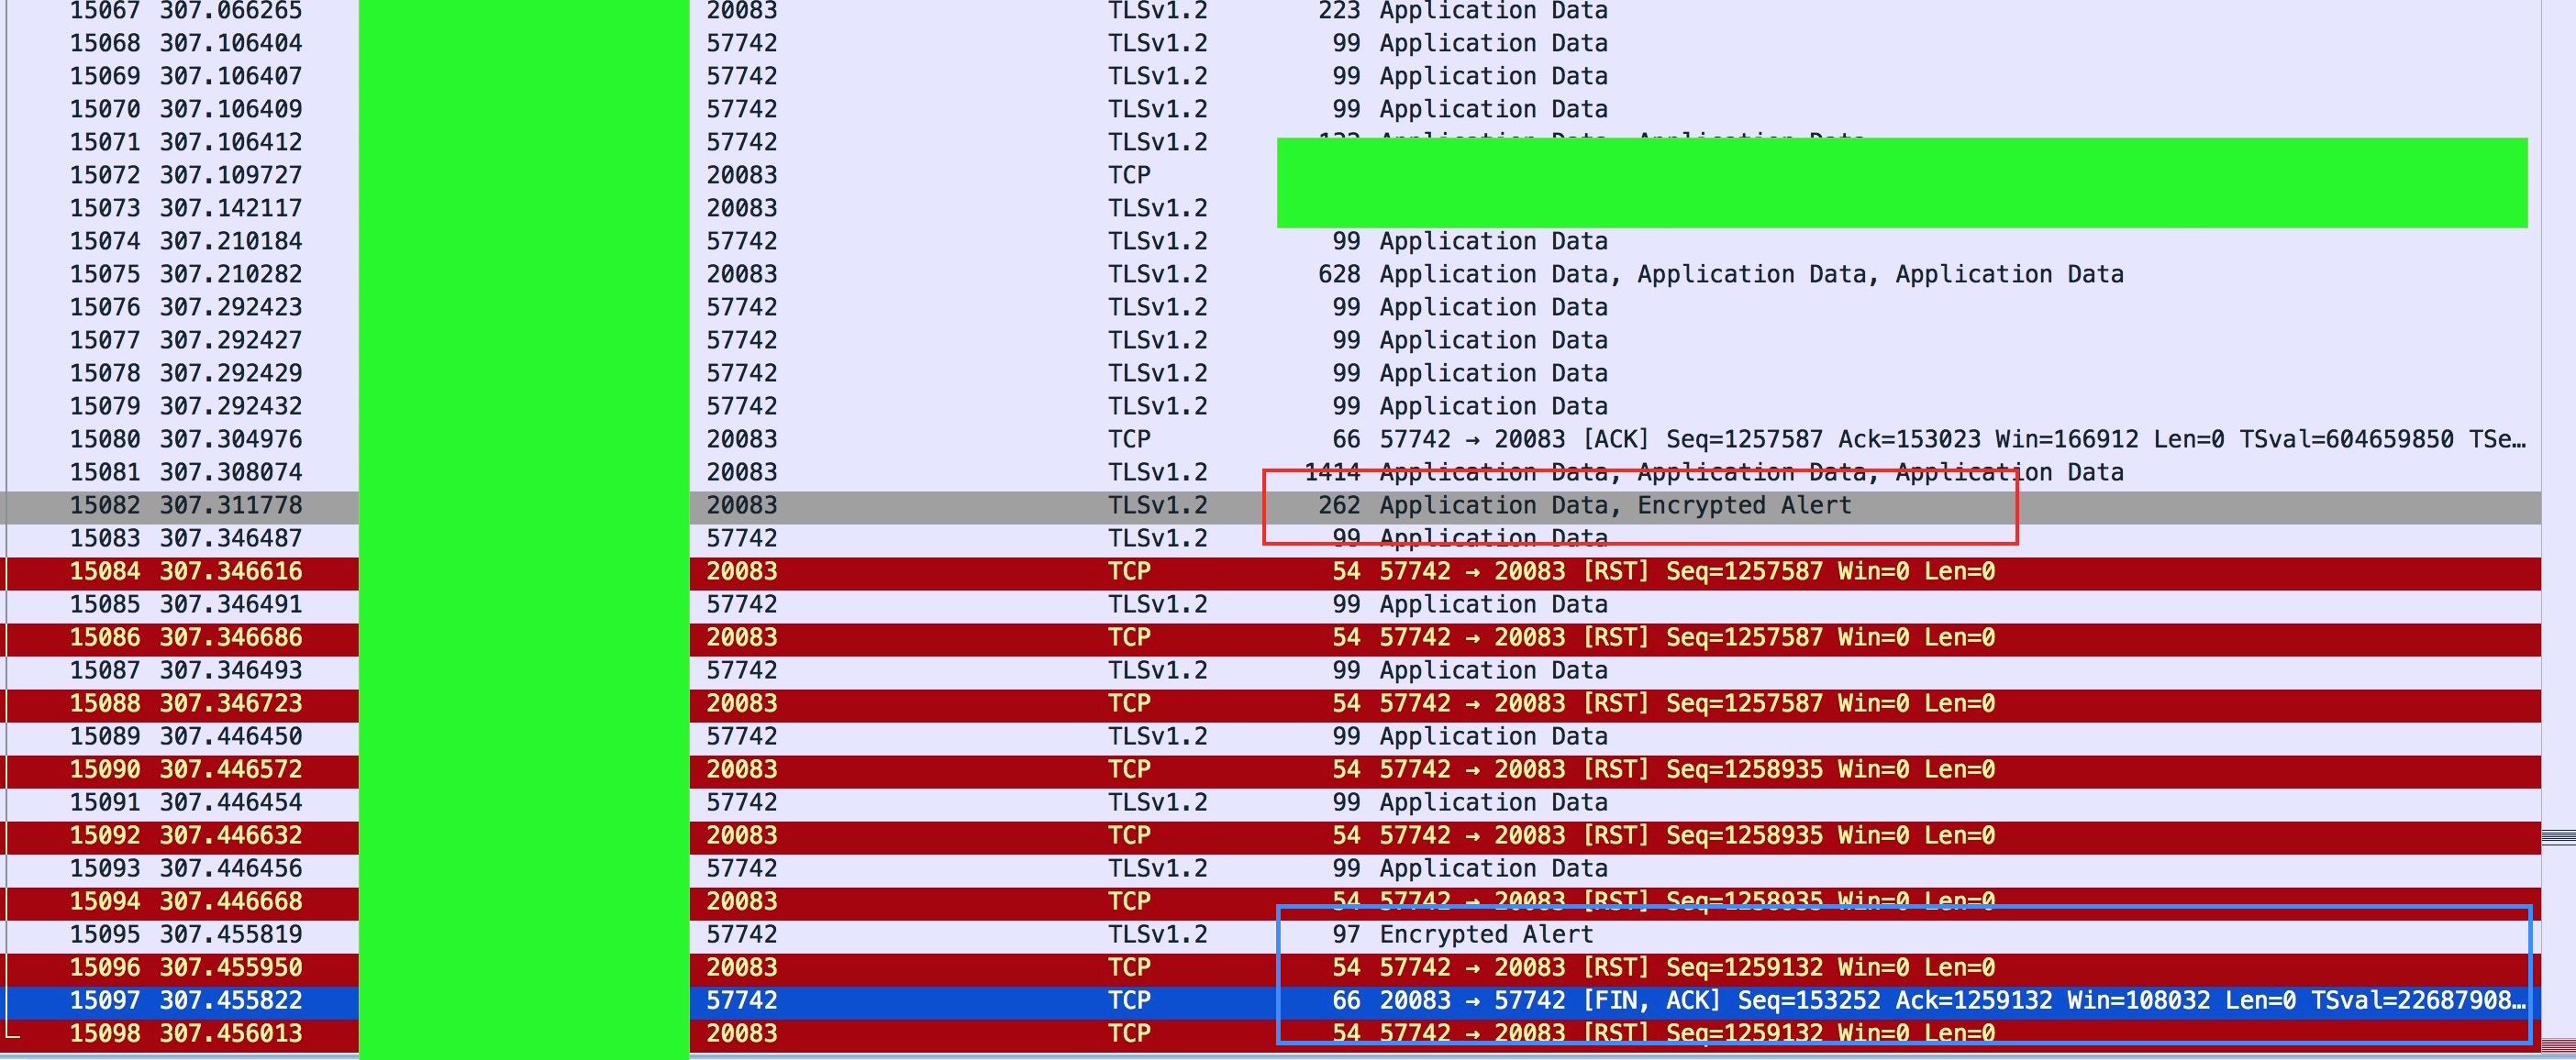 15067 307.066265 20083 TLSv1.2 223 Application Data
15068 307.106404 57742 TLSv1.2 99 Application Data
15069 307.106407 57742 TLSv1.2 99 Application Data
15070 307.106409 57742 TLSv1.2 99 Application Data
15071 307.106412 57742 TLSv1.2 132 Application Data, Application Data
15072 307.109727 20083 TCP
15073 307.142117 20083 TLSv1.2
15074 307.210184 57742 TLSv1.2 99 Application Data
15075 307.210282 20083 TLSv1.2 628 Application Data, Application Data, Application Data
15076 307.292423 57742 TLSv1.2 99 Application Data
15077 307.292427 57742 TLSv1.2 99 Application Data
15078 307.292429 57742 TLSv1.2 99 Application Data
15079 307.292432 57742 TLSv1.2 99 Application Data
15080 307.304976 20083 TCP 66 57742 → 20083 [ACK] Seq=1257587 Ack=153023 Win=166912 Len=0 TSval=604659850 TSe…
15081 307.308074 20083 TLSv1.2 1414 Application Data, Application Data, Application Data
15082 307.311778 20083 TLSv1.2 262 Application Data, Encrypted Alert
15083 307.346487 57742 TLSv1.2 99 Application Data
15084 307.346616 20083 TCP 54 57742 → 20083 [RST] Seq=1257587 Win=0 Len=0
15085 307.346491 57742 TLSv1.2 99 Application Data
15086 307.346686 20083 TCP 54 57742 → 20083 [RST] Seq=1257587 Win=0 Len=0
15087 307.346493 57742 TLSv1.2 99 Application Data
15088 307.346723 20083 TCP 54 57742 → 20083 [RST] Seq=1257587 Win=0 Len=0
15089 307.446450 57742 TLSv1.2 99 Application Data
15090 307.446572 20083 TCP 54 57742 → 20083 [RST] Seq=1258935 Win=0 Len=0
15091 307.446454 57742 TLSv1.2 99 Application Data
15092 307.446632 20083 TCP 54 57742 → 20083 [RST] Seq=1258935 Win=0 Len=0
15093 307.446456 57742 TLSv1.2 99 Application Data
15094 307.446668 20083 TCP 54 57742 → 20083 [RST] Seq=1258935 Win=0 Len=0
15095 307.455819 57742 TLSv1.2 97 Encrypted Alert
15096 307.455950 20083 TCP 54 57742 → 20083 [RST] Seq=1259132 Win=0 Len=0
15097 307.455822 57742 TCP 66 20083 → 57742 [FIN, ACK] Seq=153252 Ack=1259132 Win=108032 Len=0 TSval=22687908…
15098 307.456013 20083 TCP 54 57742 → 20083 [RST] Seq=1259132 Win=0 Len=0